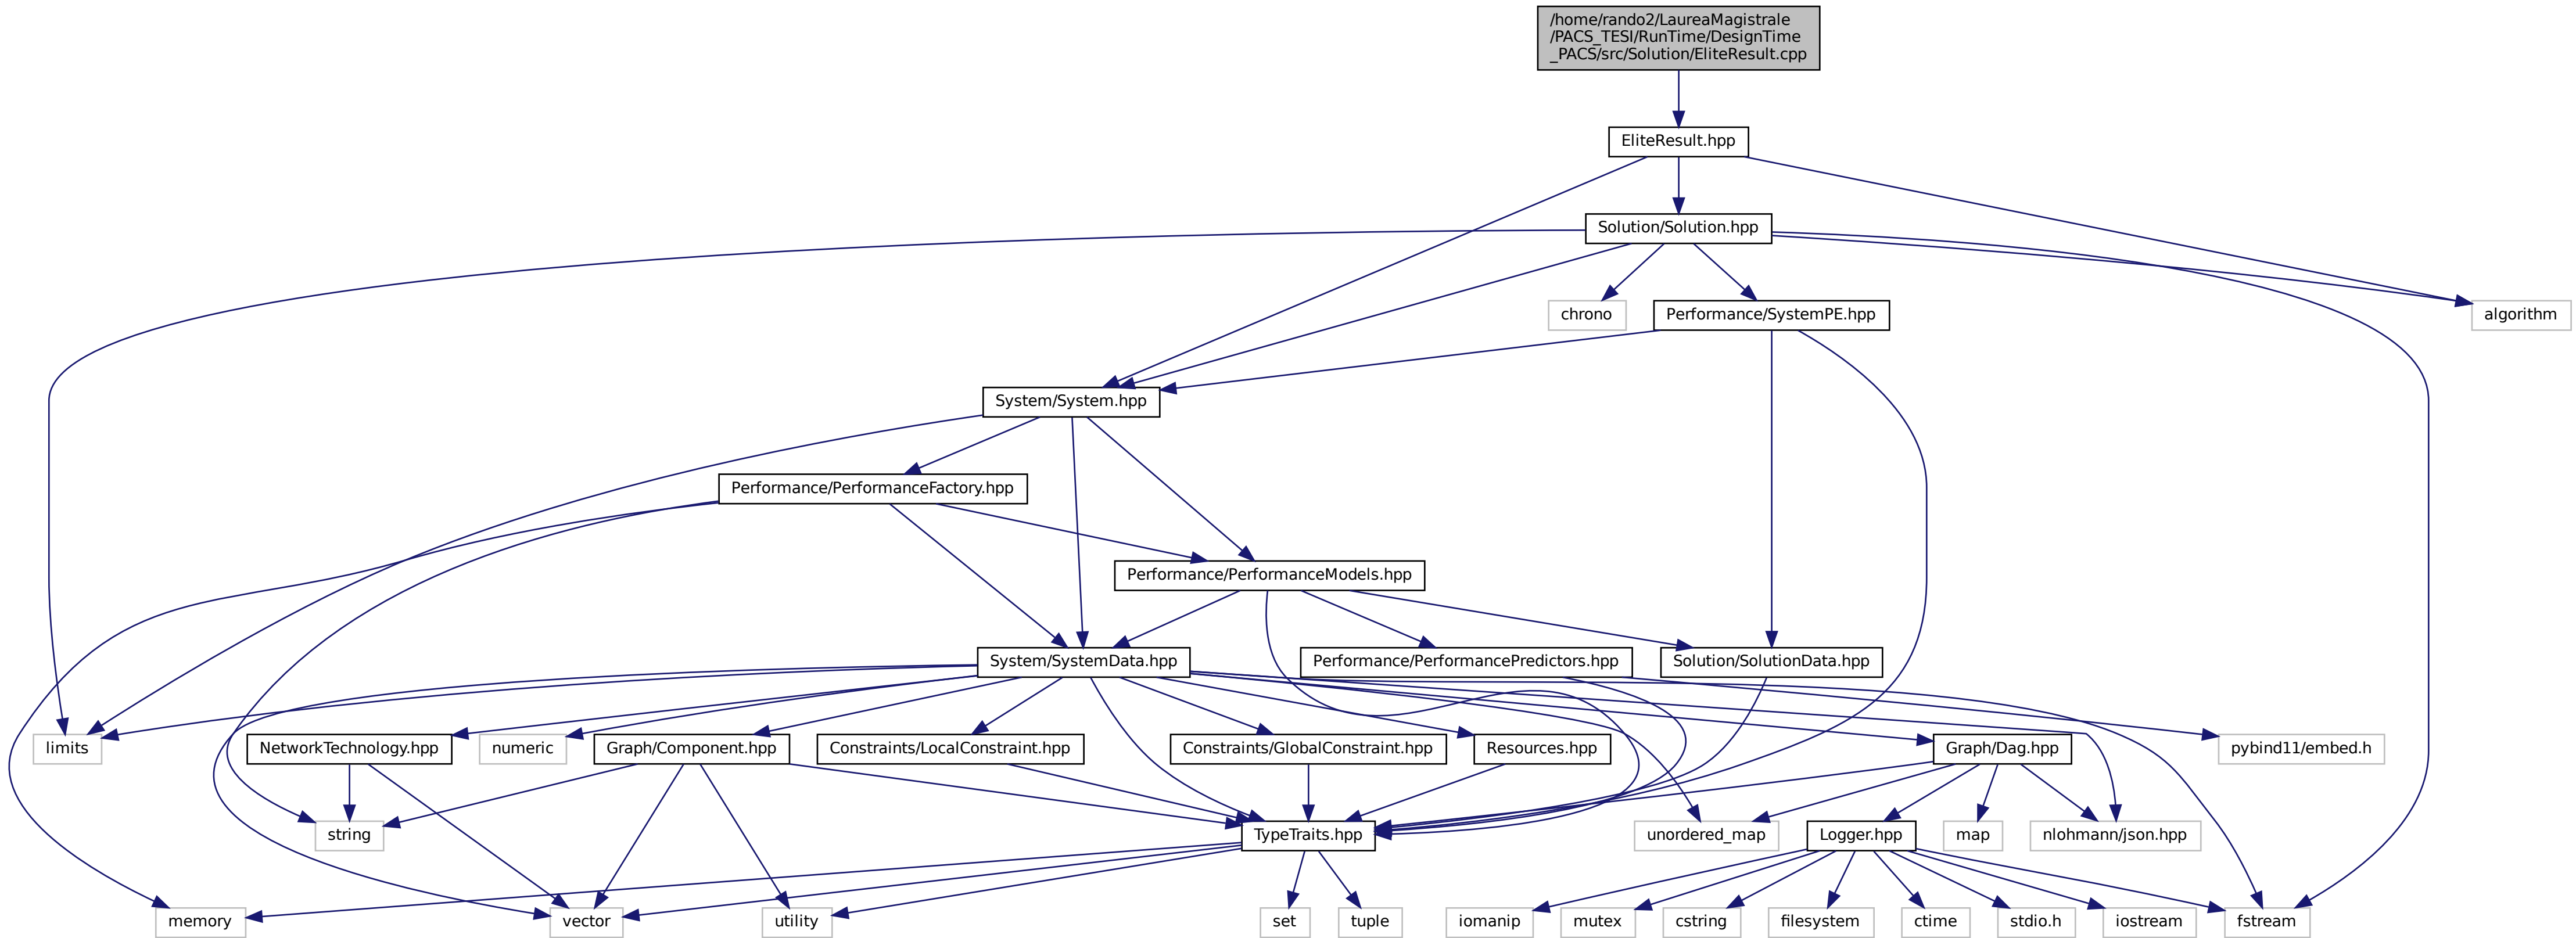 /home/rando2/LaureaMagistrale
/PACS_TESI/RunTime/DesignTime
_PACS/src/Solution/EliteResult.cpp
EliteResult.hpp
Solution/Solution.hpp
chrono
Performance/SystemPE.hpp
algorithm
System/System.hpp
Performance/PerformanceFactory.hpp
Performance/PerformanceModels.hpp
System/SystemData.hpp
Performance/PerformancePredictors.hpp
Solution/SolutionData.hpp
limits
NetworkTechnology.hpp
numeric
Graph/Component.hpp
Constraints/LocalConstraint.hpp
Constraints/GlobalConstraint.hpp
Resources.hpp
Graph/Dag.hpp
pybind11/embed.h
string
TypeTraits.hpp
unordered_map
Logger.hpp
map
nlohmann/json.hpp
memory
vector
utility
set
tuple
iomanip
mutex
cstring
filesystem
ctime
stdio.h
iostream
fstream